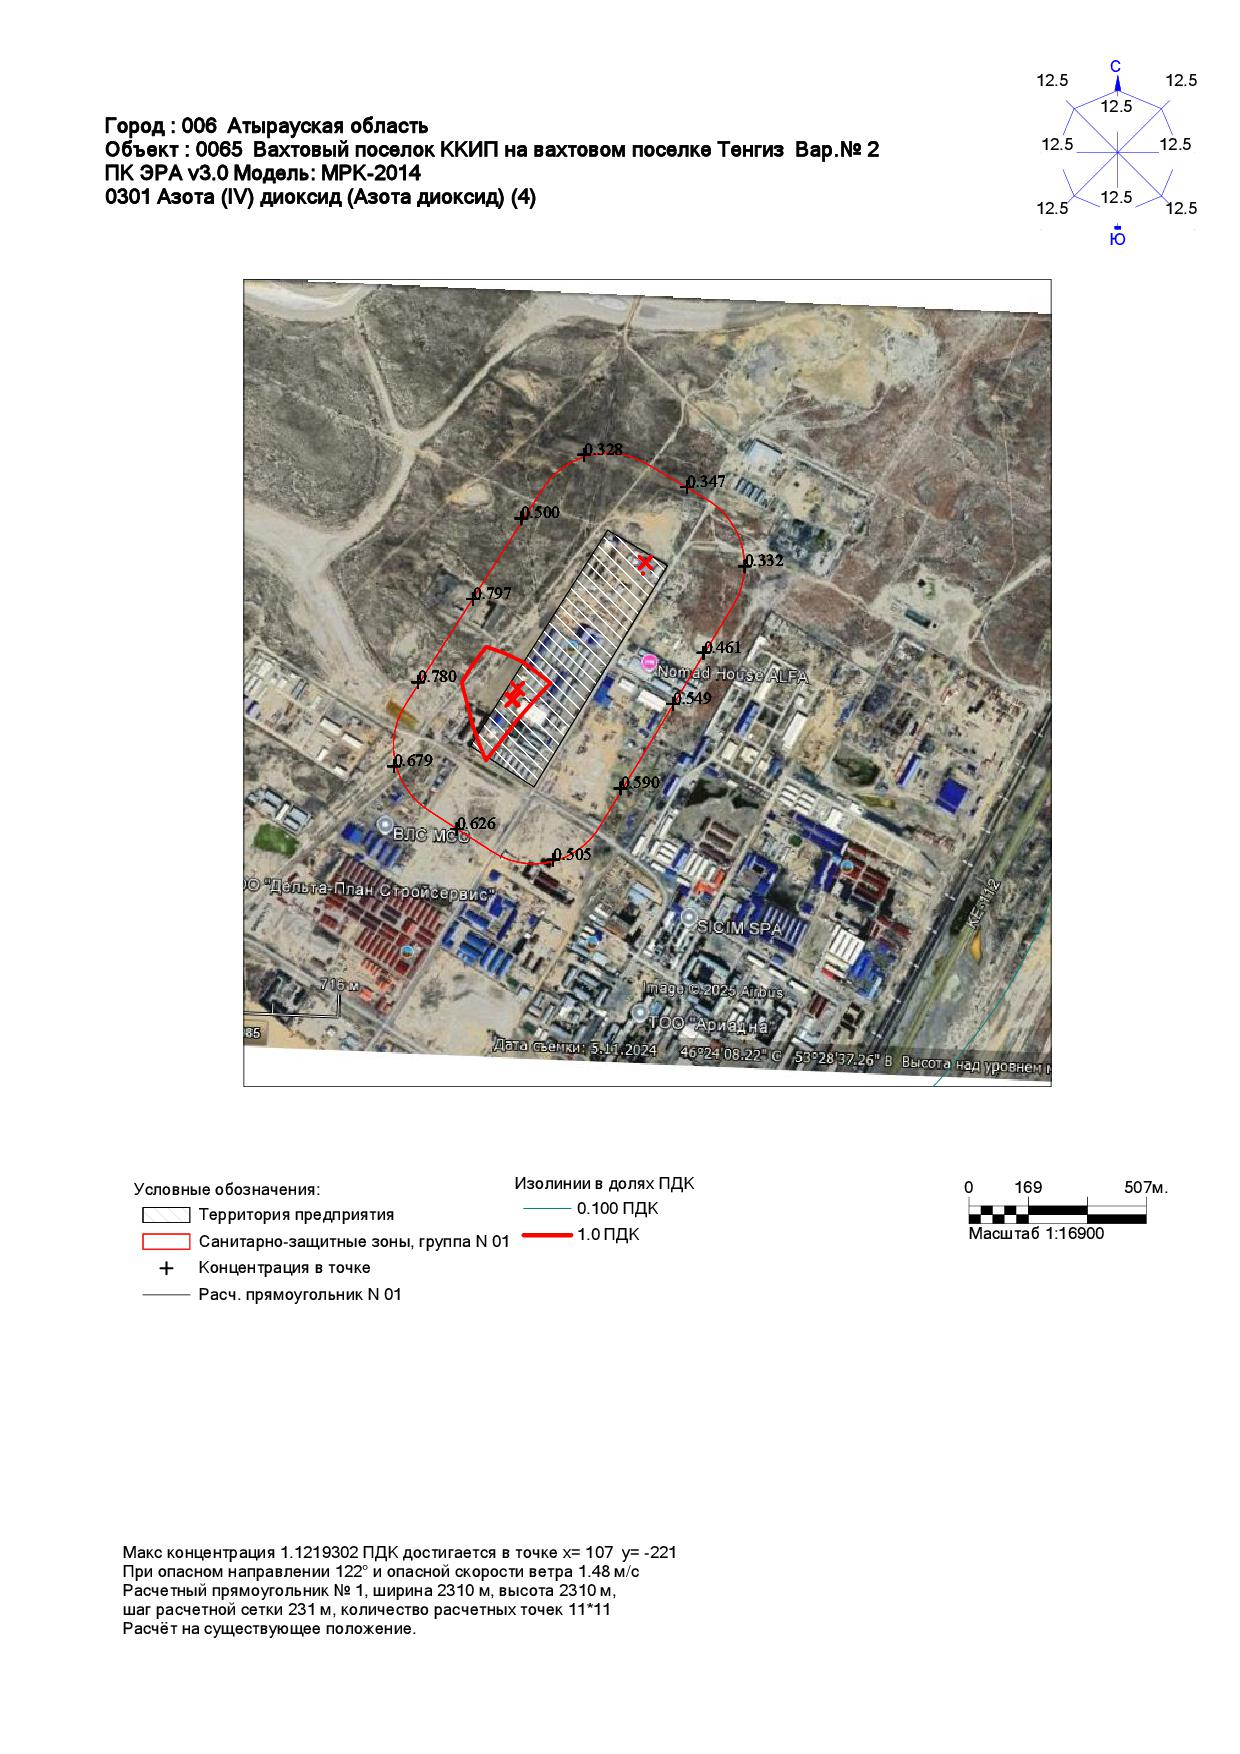 С
12.5
12.5
12.5
12.5
12.5
12.5
12.5
12.5
Ю
Город : 006 Атырауская область
Объект : 0065 Вахтовый поселок ККИП на вахтовом поселке Тенгиз Вар.№ 2
ПК ЭРА v3.0 Модель: МРК-2014
0301 Азота (IV) диоксид (Азота диоксид) (4)
0.328
0.347
0.500
0.332
0.797
0.461
Nomad House ALFA
0.780
0.549
0.679
0.590
0.626
ВЛС МСС
0.505
ОО "Дельта-План Стройсервис"
KE-112
SICIM SPA
716 м
Image © 2025 Airbus
ТОО "Ариадна"
85
Дата съемки: 5.11.2024 46°24'08.22" С 53°28'37.26" В Высота над уровнем м
Условные обозначения:
Территория предприятия
Санитарно-защитные зоны, группа N 01
Концентрация в точке
Расч. прямоугольник N 01
Изолинии в долях ПДК
0.100 ПДК
1.0 ПДК
0 169 507м.
Масштаб 1:16900
Макс концентрация 1.1219302 ПДК достигается в точке x= 107 y= -221
При опасном направлении 122° и опасной скорости ветра 1.48 м/с
Расчетный прямоугольник № 1, ширина 2310 м, высота 2310 м,
шаг расчетной сетки 231 м, количество расчетных точек 11*11
Расчёт на существующее положение.